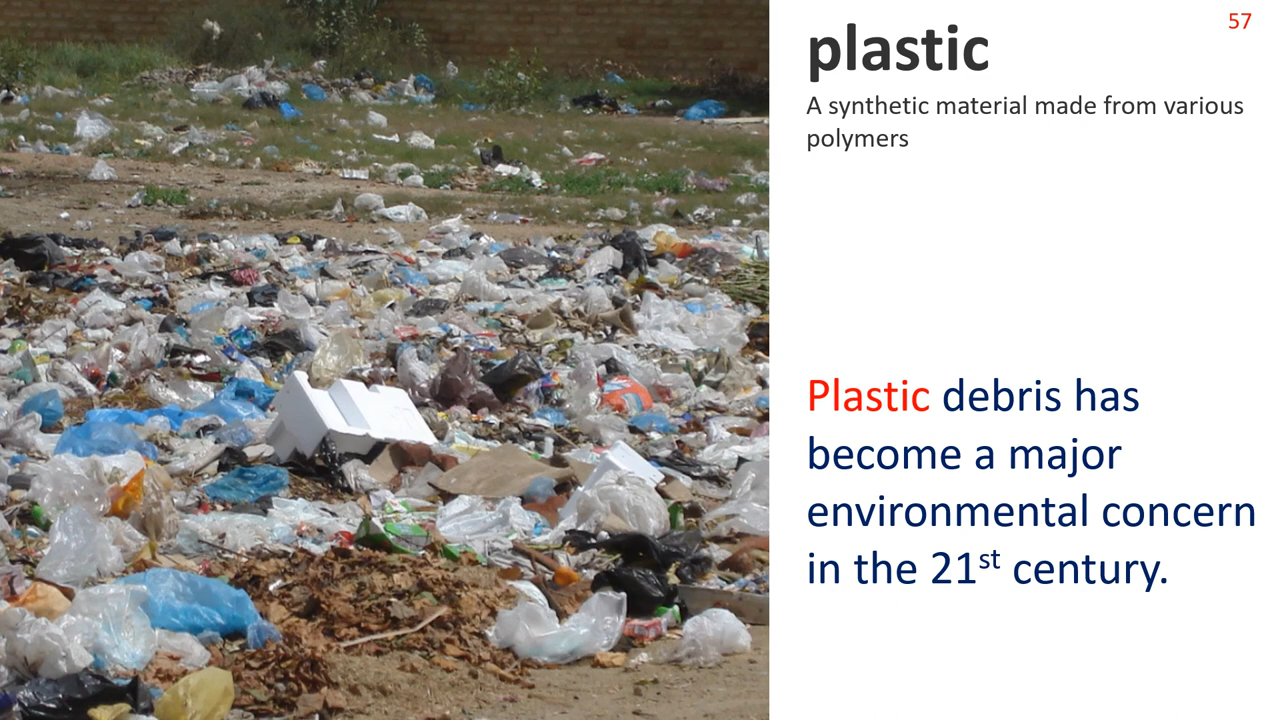 57
plastic
A synthetic material made from various
polymers
Plastic debris has
become a major
environmental concern
in the 21st century.